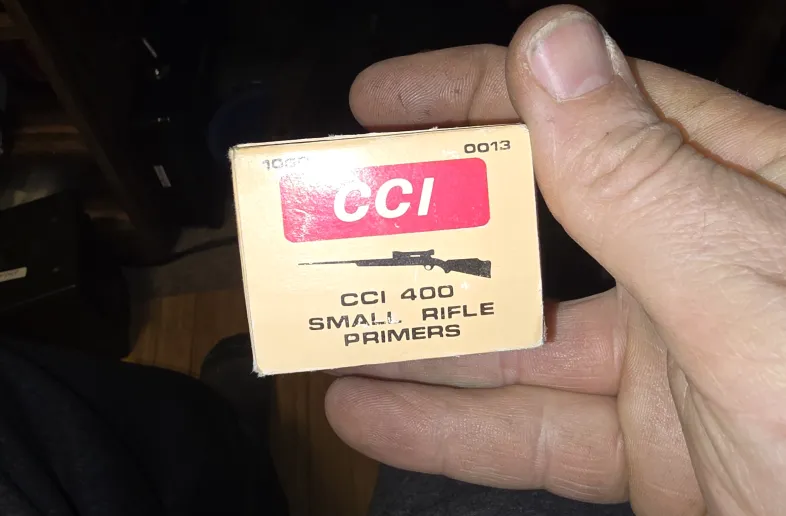 0013
CCI
CCI 400
SMALL RIFLE
PRIMERS